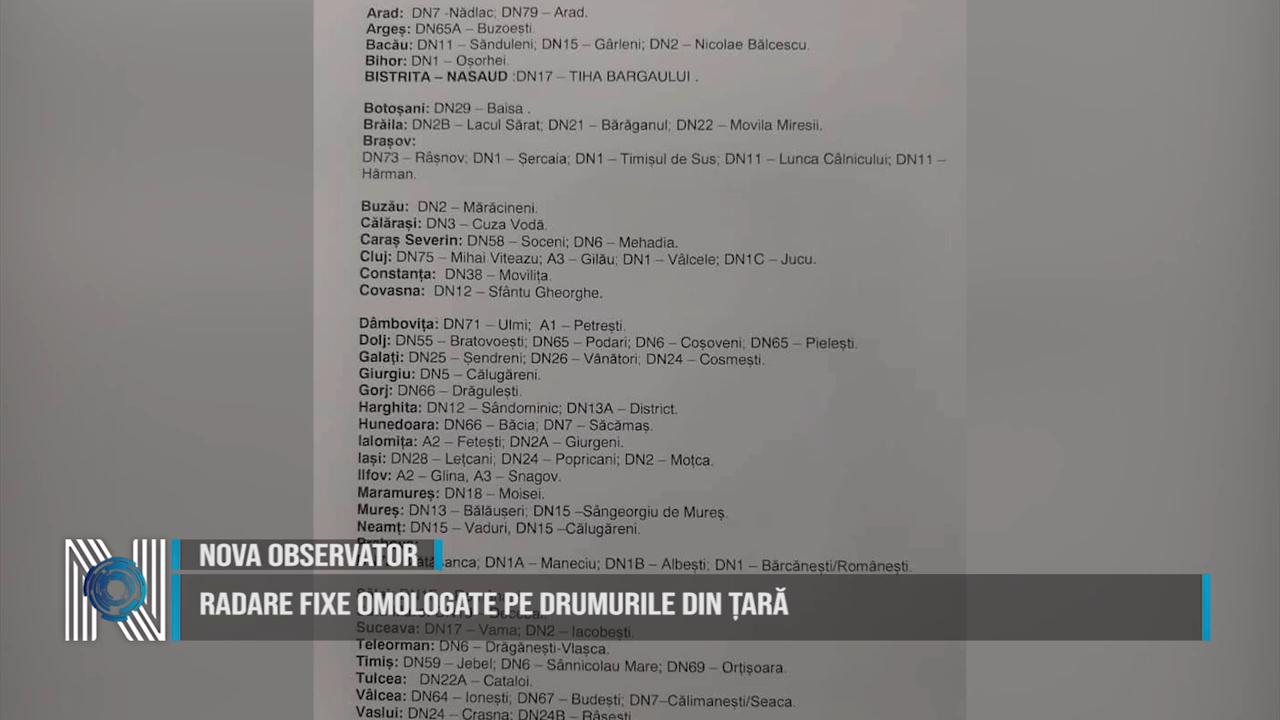 Arad: DN7 -Nădlac; DN79 – Arad.
Argeș: DN65A – Buzoești.
Bacău: DN11 – Sănduleni; DN15 – Gârleni; DN2 – Nicolae Bălcescu.
Bihor: DN1 – Oșorhei.
BISTRITA – NASAUD :DN17 – TIHA BARGAULUI .
Botoșani: DN29 – Baisa .
Brăila: DN2B – Lacul Sărat; DN21 – Bărăganul; DN22 – Movila Miresii.
Brașov:
DN73 – Râșnov; DN1 – Șercaia; DN1 – Timișul de Sus; DN11 – Lunca Câlnicului; DN11 –
Hărman.
Buzău: DN2 – Mărăcineni.
Călărași: DN3 – Cuza Vodă.
Caraș Severin: DN58 – Soceni; DN6 – Mehadia.
Cluj: DN75 – Mihai Viteazu; A3 – Gilău; DN1 – Vâlcele; DN1C – Jucu.
Constanța: DN38 – Movilița.
Covasna: DN12 – Sfântu Gheorghe.
Dâmbovița: DN71 – Ulmi; A1 – Petrești.
Dolj: DN55 – Bratovoești; DN65 – Podari; DN6 – Coșoveni; DN65 – Pielești.
Galați: DN25 – Șendreni; DN26 – Vânători; DN24 – Cosmești.
Giurgiu: DN5 – Călugăreni.
Gorj: DN66 – Drăgulești.
Harghita: DN12 – Sândominic; DN13A – District.
Hunedoara: DN66 – Băcia; DN7 – Săcămaș.
Ialomița: A2 – Fetești; DN2A – Giurgeni.
Iași: DN28 – Lețcani; DN24 – Popricani; DN2 – Moțca.
Ilfov: A2 – Glina, A3 – Snagov.
Maramureș: DN18 – Moisei.
Mureș: DN13 – Bălăușeri; DN15 –Sângeorgiu de Mureș.
Neamț: DN15 – Vaduri, DN15 –Călugăreni.
DN1A – Maneciu; DN1B – Albești; DN1 – Bărcănești/Românești.
NOVA OBSERVATOR
RADARE FIXE OMOLOGATE PE DRUMURILE DIN ȚARĂ
Suceava: DN17 – Vama; DN2 – Iacobești.
Teleorman: DN6 – Drăgănești-Vlașca.
Timiș: DN59 – Jebel; DN6 – Sânnicolau Mare; DN69 – Orțișoara.
Tulcea: DN22A – Cataloi.
Vâlcea: DN64 – Ionești; DN67 – Budești; DN7–Călimanești/Seaca.
Vaslui: DN24 – Crasna; DN24B – Râșești.